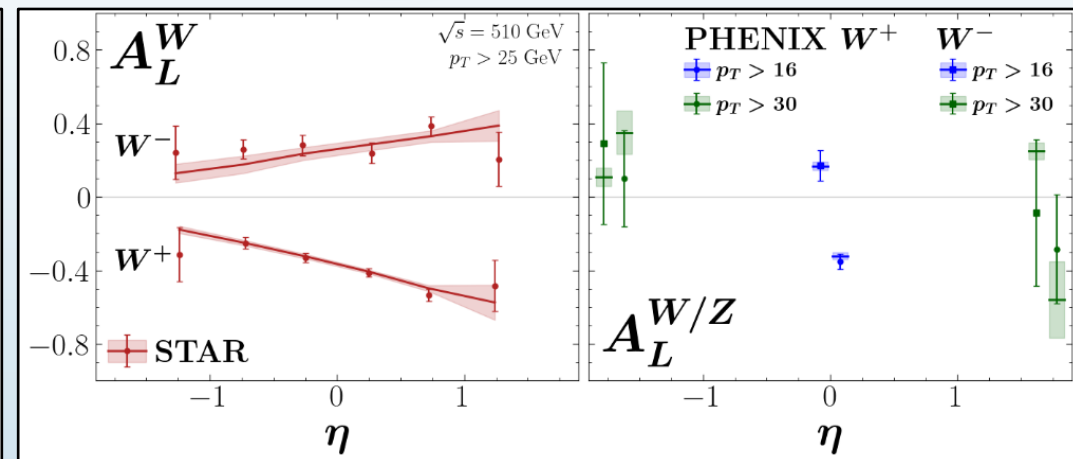 A_L^W
√s = 510 GeV
p_T > 25 GeV
0.8
0.4
0
−0.4
−0.8
W^−
W^+
STAR
−1
0
1
η
PHENIX W^+ W^−
p_T > 16 p_T > 16
p_T > 30 p_T > 30
A_L^{W/Z}
−1
0
1
η